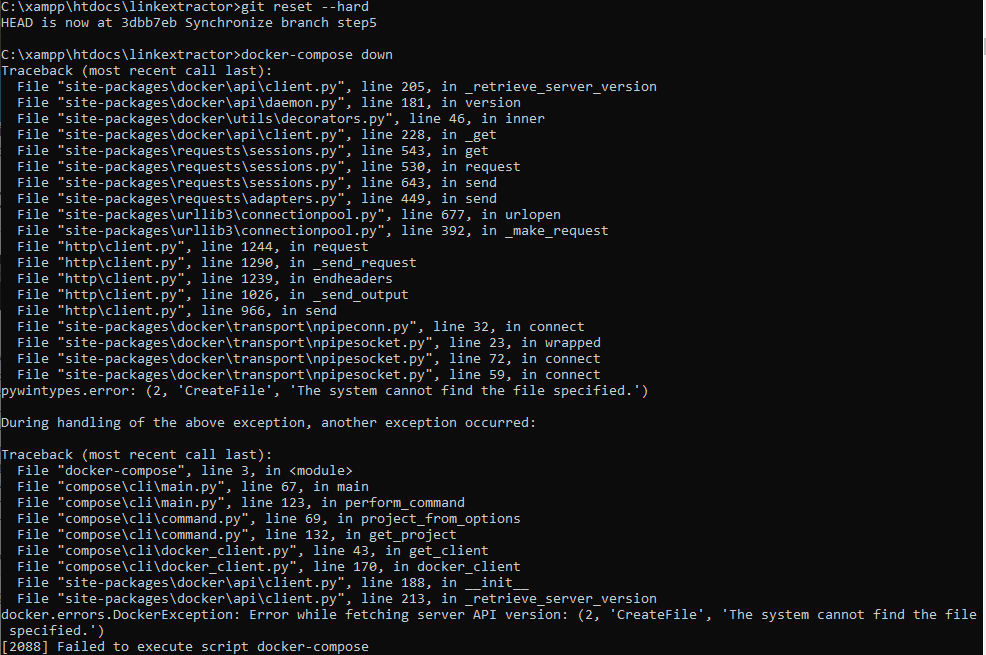 C:\xampp\htdocs\linkextractor>git reset --hard
HEAD is now at 3dbb7eb Synchronize branch step5
C:\xampp\htdocs\linkextractor>docker-compose down
Traceback (most recent call last):
File "site-packages\docker\api\client.py", line 205, in _retrieve_server_version
File "site-packages\docker\api\daemon.py", line 181, in version
File "site-packages\docker\utils\decorators.py", line 46, in inner
File "site-packages\docker\api\client.py", line 228, in _get
File "site-packages\requests\sessions.py", line 543, in get
File "site-packages\requests\sessions.py", line 530, in request
File "site-packages\requests\sessions.py", line 643, in send
File "site-packages\requests\adapters.py", line 449, in send
File "site-packages\urllib3\connectionpool.py", line 677, in urlopen
File "site-packages\urllib3\connectionpool.py", line 392, in _make_request
File "http\client.py", line 1244, in request
File "http\client.py", line 1290, in _send_request
File "http\client.py", line 1239, in endheaders
File "http\client.py", line 1026, in _send_output
File "http\client.py", line 966, in send
File "site-packages\docker\transport\npipeconn.py", line 32, in connect
File "site-packages\docker\transport\npipesocket.py", line 23, in wrapped
File "site-packages\docker\transport\npipesocket.py", line 72, in connect
File "site-packages\docker\transport\npipesocket.py", line 59, in connect
pywintypes.error: (2, 'CreateFile', 'The system cannot find the file specified.')
During handling of the above exception, another exception occurred:
Traceback (most recent call last):
File "docker-compose", line 3, in <module>
File "compose\cli\main.py", line 67, in main
File "compose\cli\main.py", line 123, in perform_command
File "compose\cli\command.py", line 69, in project_from_options
File "compose\cli\command.py", line 132, in get_project
File "compose\cli\docker_client.py", line 43, in get_client
File "compose\cli\docker_client.py", line 170, in docker_client
File "site-packages\docker\api\client.py", line 188, in __init__
File "site-packages\docker\api\client.py", line 213, in _retrieve_server_version
docker.errors.DockerException: Error while fetching server API version: (2, 'CreateFile', 'The system cannot find the file
specified.')
[2088] Failed to execute script docker-compose